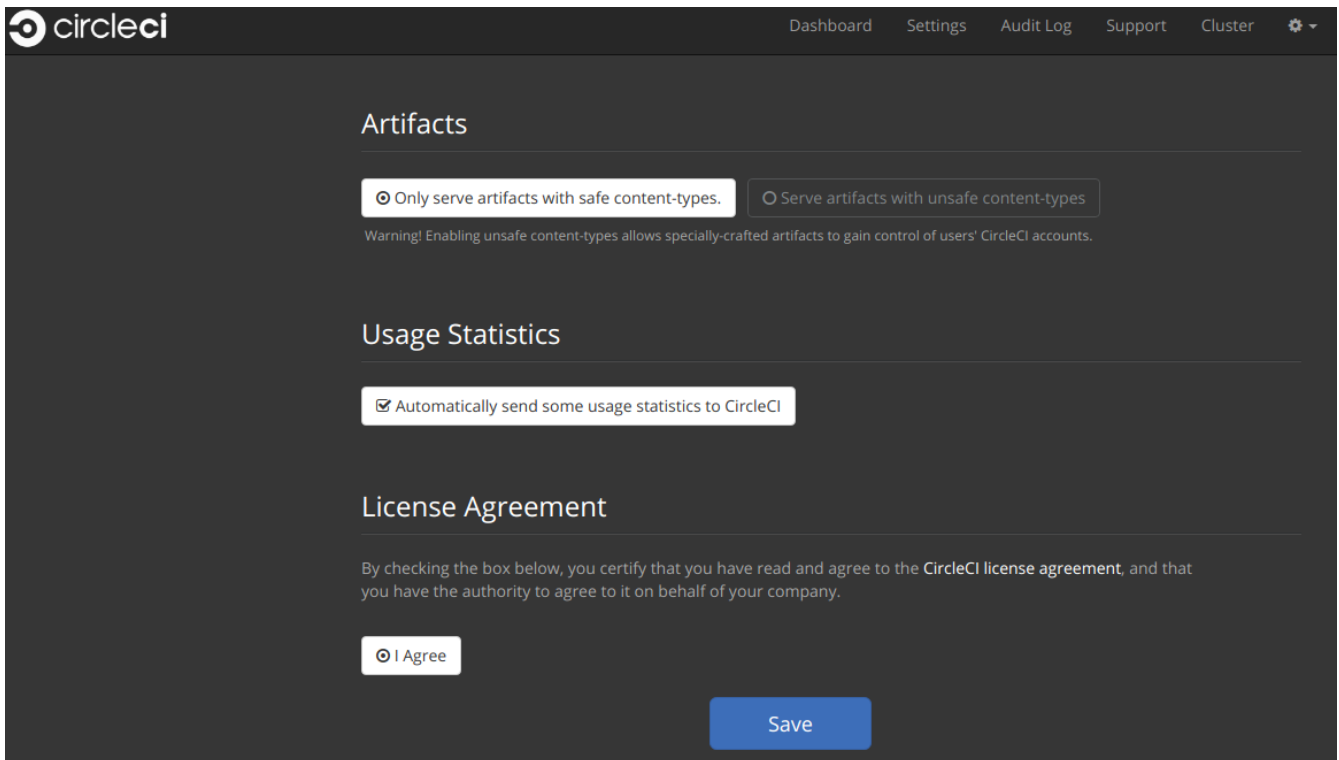 circleci
Dashboard Settings Audit Log Support Cluster
Artifacts
Only serve artifacts with safe content-types. Serve artifacts with unsafe content-types
Warning! Enabling unsafe content-types allows specially-crafted artifacts to gain control of users' CircleCI accounts.
Usage Statistics
Automatically send some usage statistics to CircleCI
License Agreement
By checking the box below, you certify that you have read and agree to the CircleCI license agreement, and that
you have the authority to agree to it on behalf of your company.
I Agree
Save